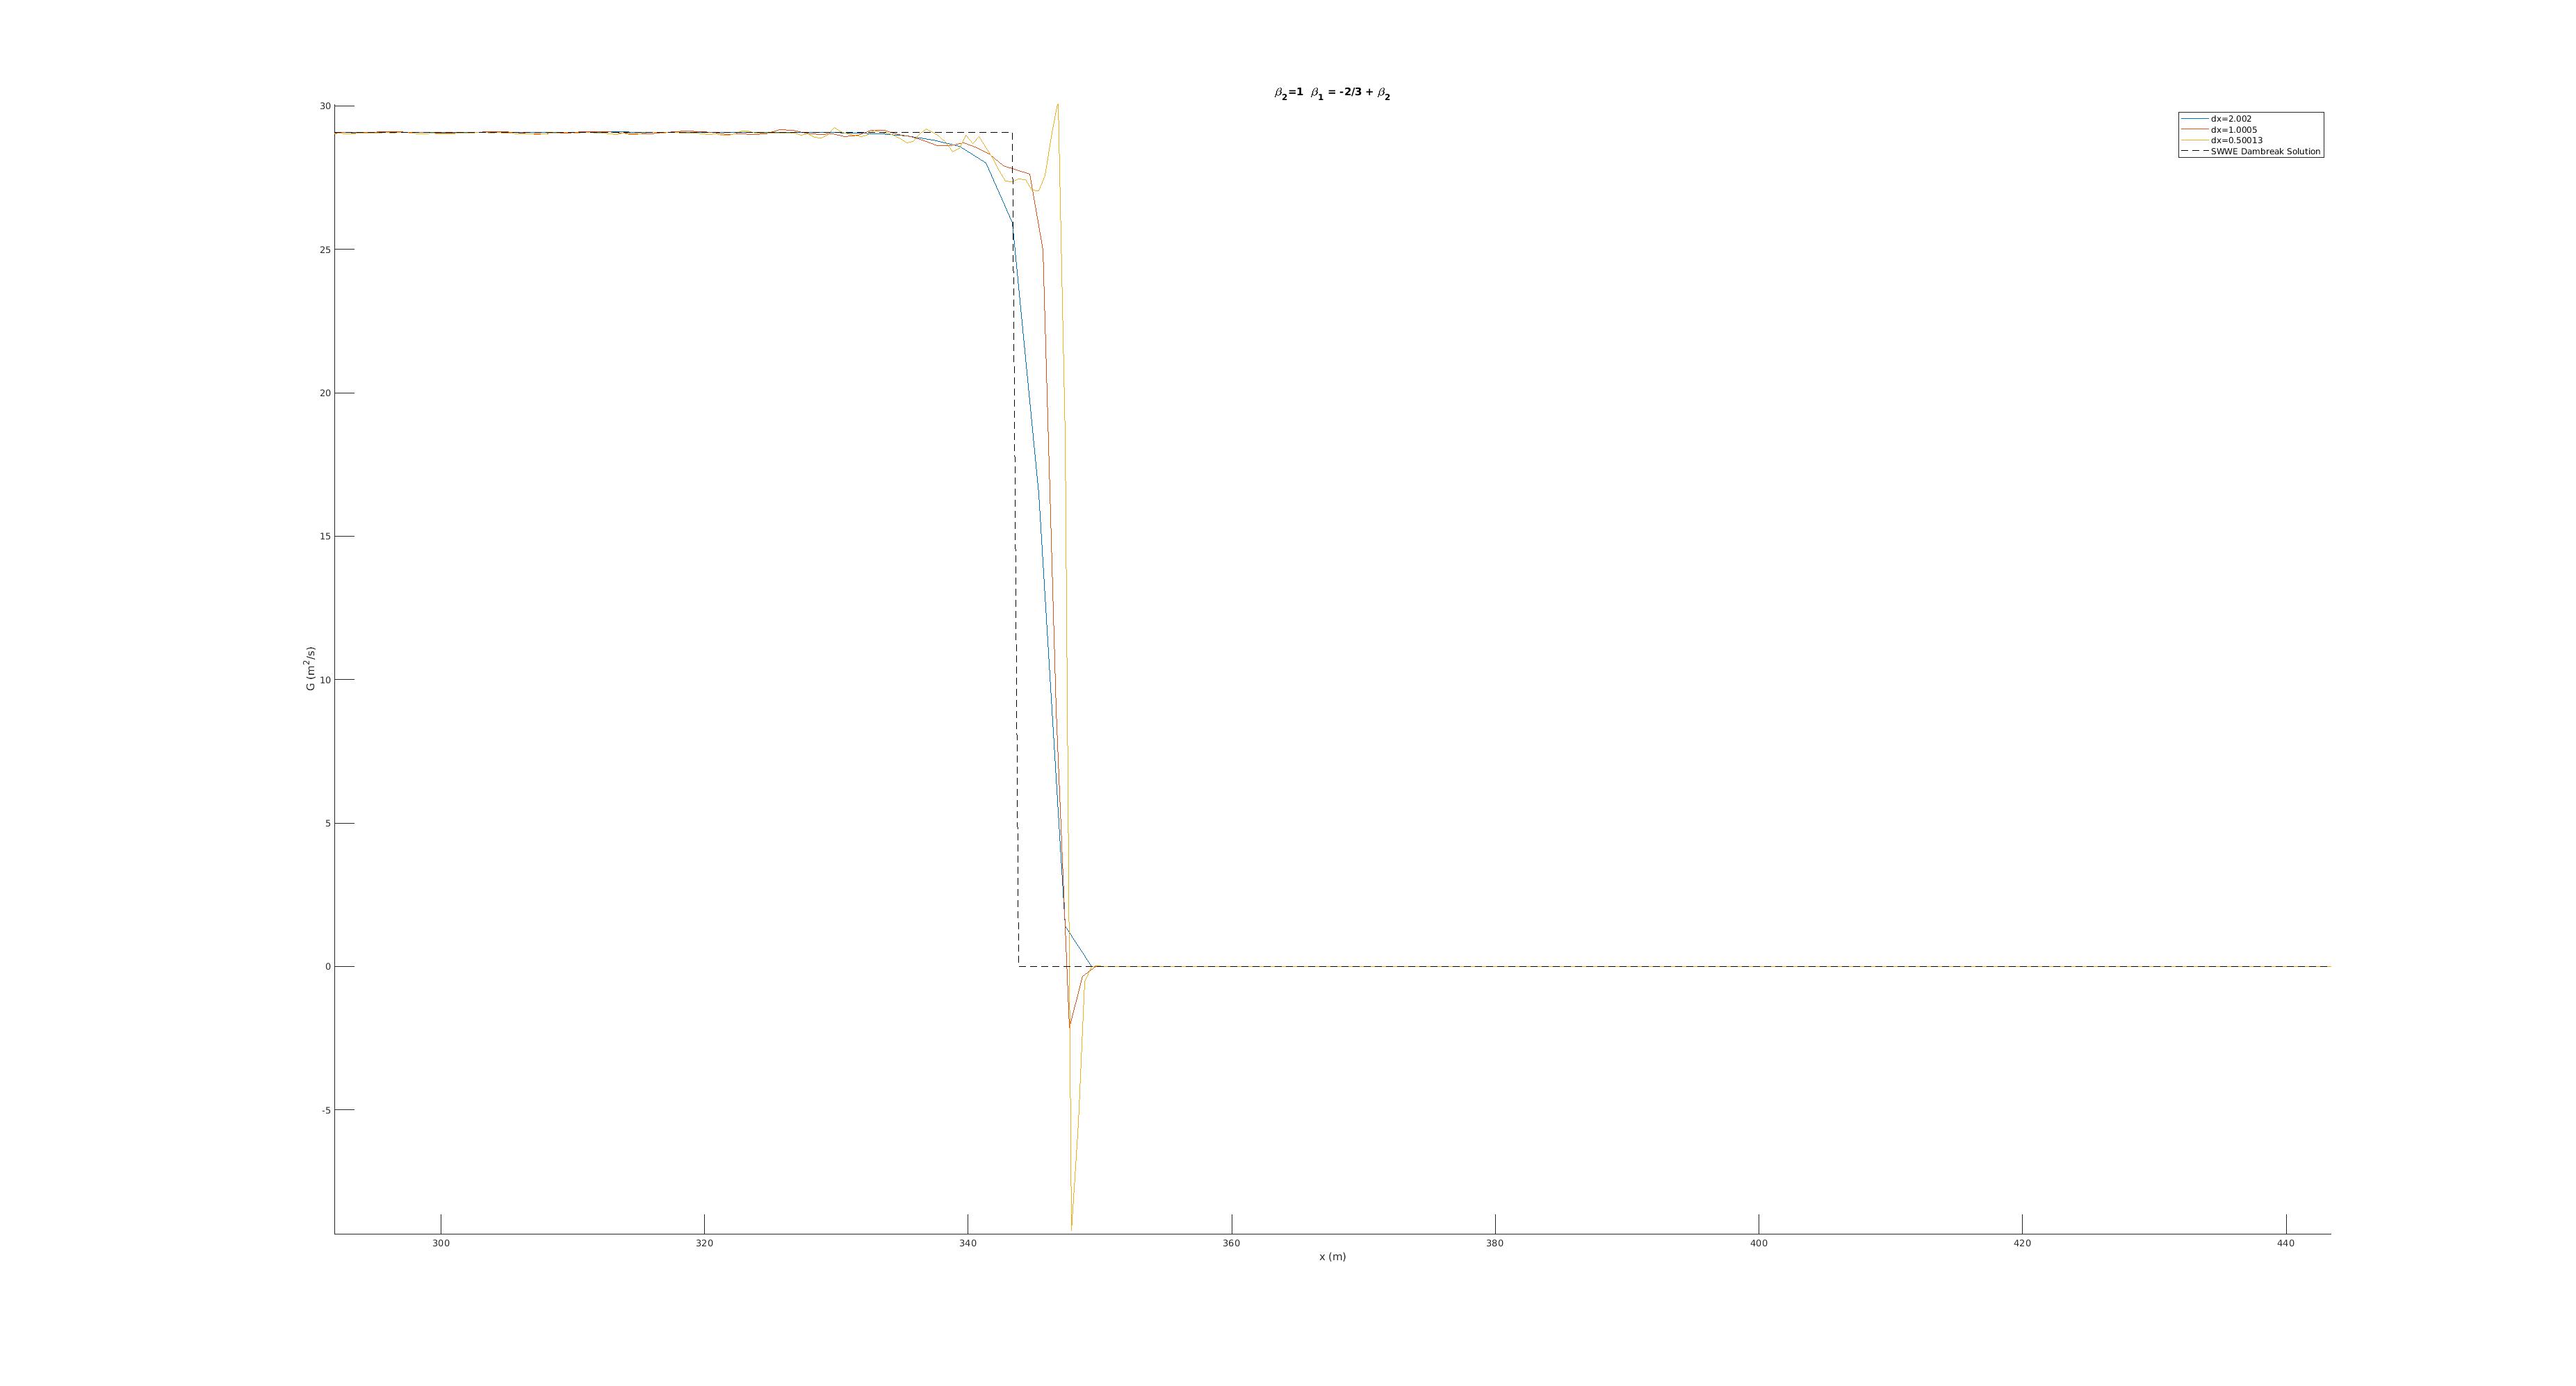 β₂=1 β₁ = -2/3 + β₂
dx=2.002
dx=1.0005
dx=0.50013
SWWE Dambreak Solution
30
25
20
15
10
5
0
-5
G (m²/s)
300 320 340 360 380 400 420 440
x (m)